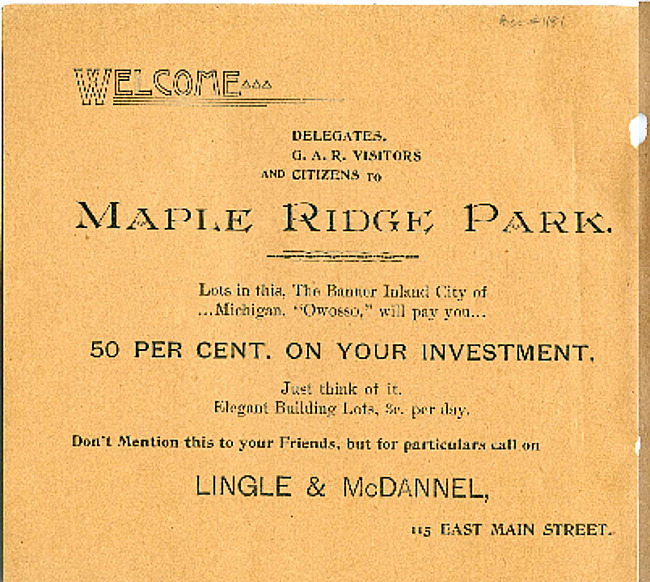 WELCOME
DELEGATES,
G. A. R. VISITORS
AND CITIZENS TO
MAPLE RIDGE PARK.
Lots in this, The Banner Inland City of
...Michigan, "Owosso," will pay you...
50 PER CENT. ON YOUR INVESTMENT.
Just think of it.
Elegant Building Lots, 3c. per day.
Don't Mention this to your Friends, but for particulars call on
LINGLE & McDANNEL,
115 EAST MAIN STREET.